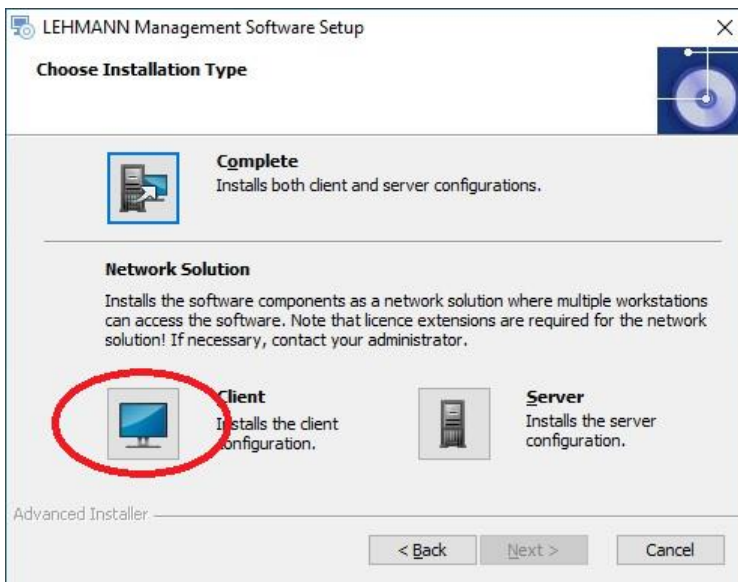 LEHMANN Management Software Setup
Choose Installation Type
Complete
Installs both client and server configurations.
Network Solution
Installs the software components as a network solution where multiple workstations
can access the software. Note that licence extensions are required for the network
solution! If necessary, contact your administrator.
Client
Installs the client
configuration.
Server
Installs the server
configuration.
Advanced Installer
< Back
Next >
Cancel